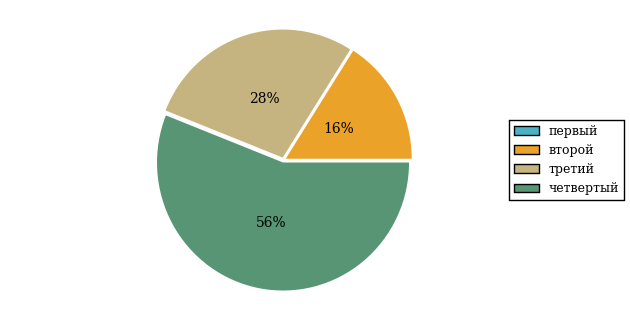 28%
16%
56%
первый
второй
третий
четвертый